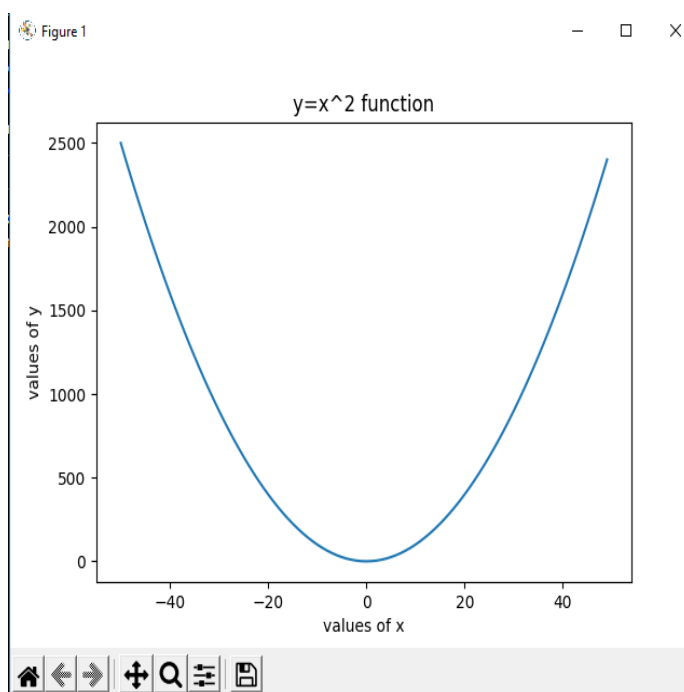 Figure 1
y=x^2 function
2500
2000
1500
1000
500
0
values of y
−40 −20 0 20 40
values of x